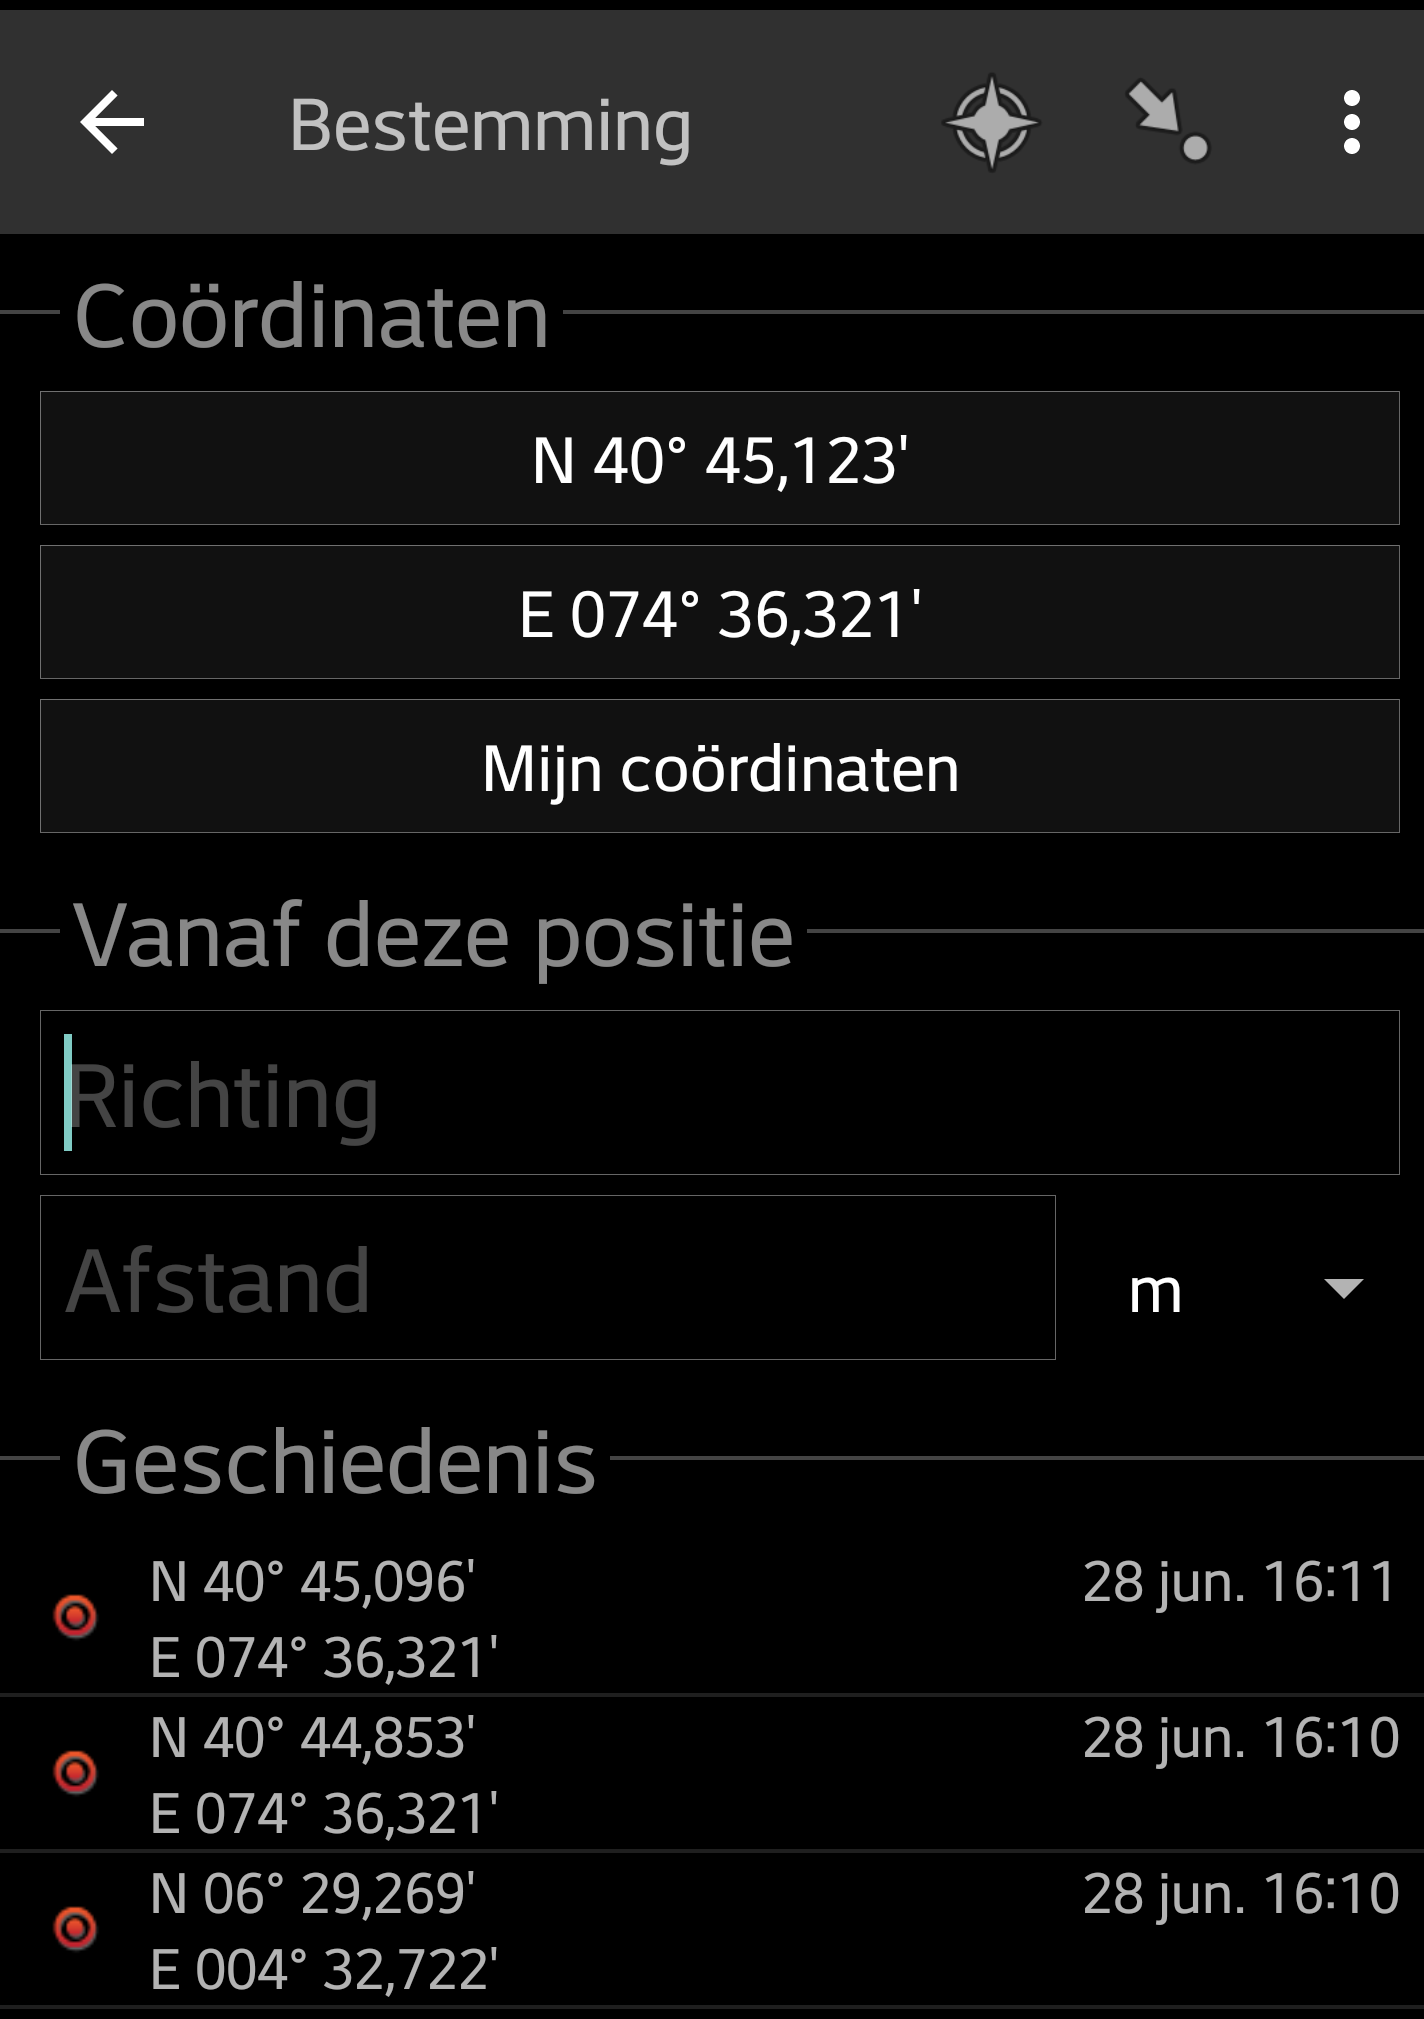 Bestemming
Coördinaten
N 40° 45,123'
E 074° 36,321'
Mijn coördinaten
Vanaf deze positie
Richting
Afstand
m
Geschiedenis
N 40° 45,096'
28 jun. 16:11
E 074° 36,321'
N 40° 44,853'
28 jun. 16:10
E 074° 36,321'
N 06° 29,269'
28 jun. 16:10
E 004° 32,722'